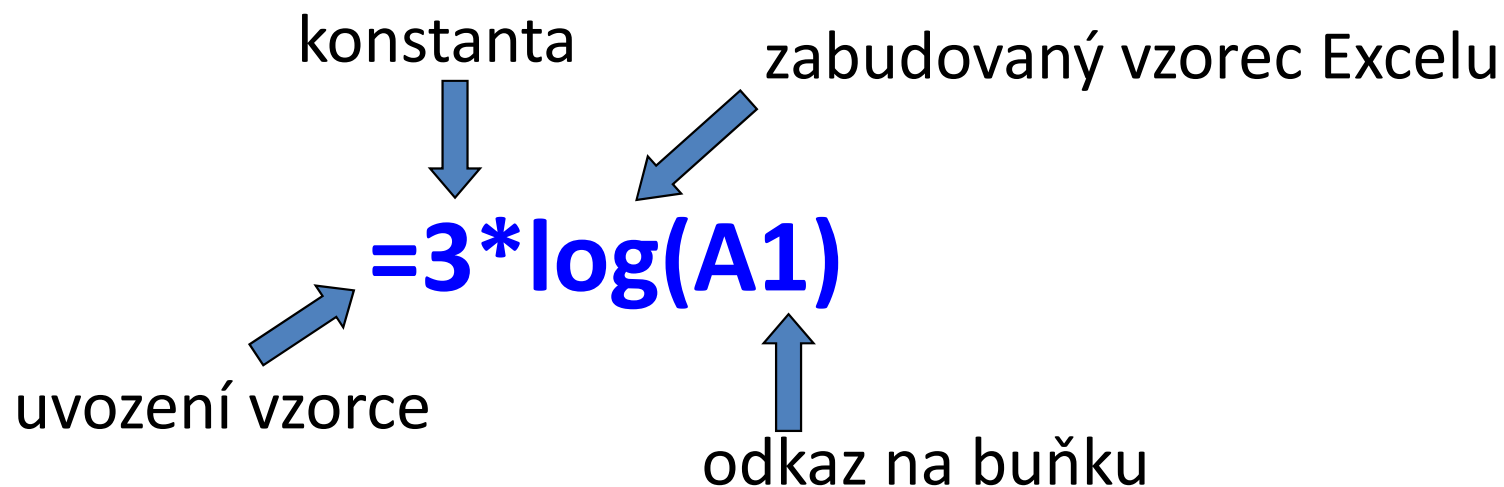 konstanta
zabudovaný vzorec Excelu
=3*log(A1)
uvození vzorce
odkaz na buňku